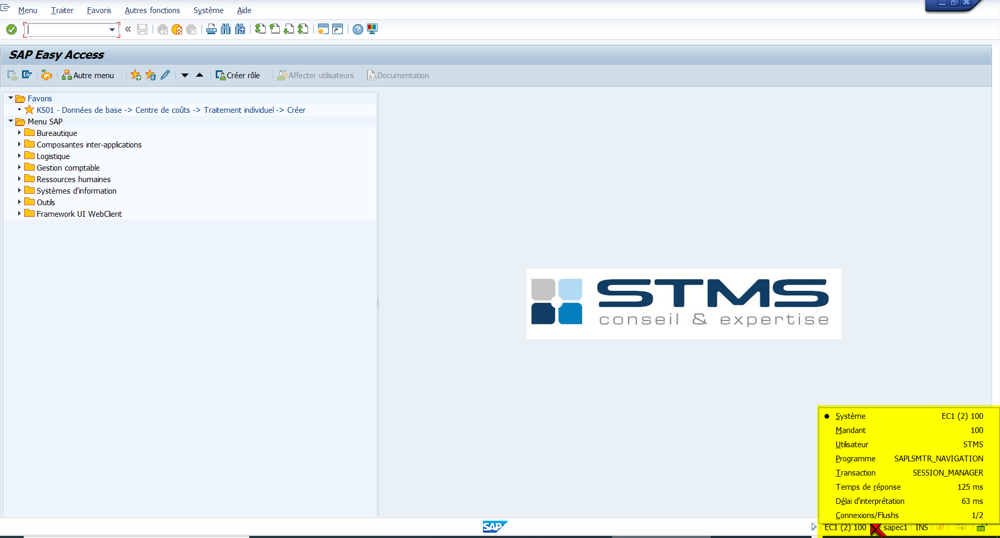 Menu Traiter Favoris Autres fonctions Système Aide
SAP Easy Access
Autre menu Créer rôle Affecter utilisateurs Documentation
Favoris
KS01 - Données de base -> Centre de coûts -> Traitement individuel -> Créer
Menu SAP
Bureautique
Composantes inter-applications
Logistique
Gestion comptable
Ressources humaines
Systèmes d'information
Outils
Framework UI WebClient
STMS
conseil & expertise
Système EC1 (2) 100
Mandant 100
Utilisateur STMS
Programme SAPLSMTR_NAVIGATION
Transaction SESSION_MANAGER
Temps de réponse 125 ms
Délai d'interprétation 63 ms
Connexions/Flushs 1/2
SAP EC1 (2) 100 sapec1 INS